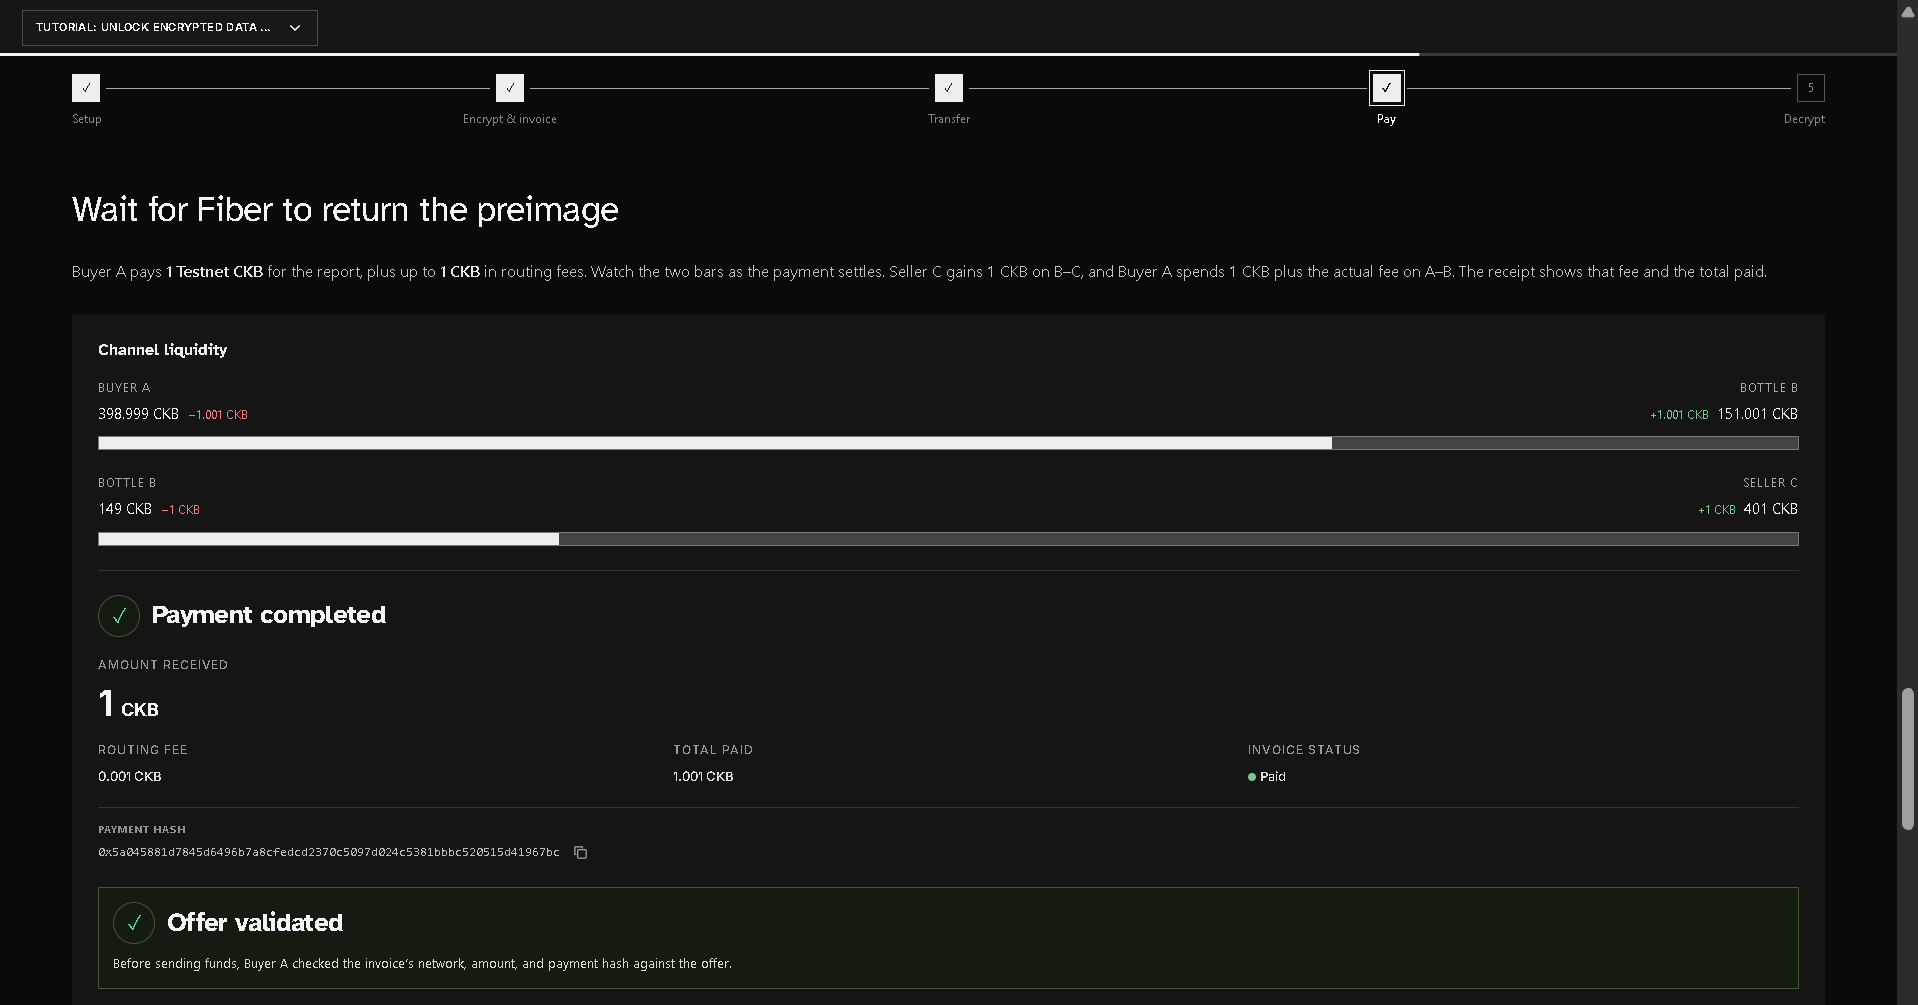 TUTORIAL: UNLOCK ENCRYPTED DATA ...
✓ ✓ ✓ ✓ 5
Setup Encrypt & invoice Transfer Pay Decrypt
Wait for Fiber to return the preimage
Buyer A pays 1 Testnet CKB for the report, plus up to 1 CKB in routing fees. Watch the two bars as the payment settles. Seller C gains 1 CKB on B–C, and Buyer A spends 1 CKB plus the actual fee on A–B. The receipt shows that fee and the total paid.
Channel liquidity
BUYER A BOTTLE B
398.999 CKB −1.001 CKB +1.001 CKB 151.001 CKB
BOTTLE B SELLER C
149 CKB −1 CKB +1 CKB 401 CKB
✓ Payment completed
AMOUNT RECEIVED
1 CKB
ROUTING FEE TOTAL PAID INVOICE STATUS
0.001 CKB 1.001 CKB Paid
PAYMENT HASH
0x5a045881d7845d6496b7a8cfedcd2370c5097d024c5381bbbc520515d41967bc
✓ Offer validated
Before sending funds, Buyer A checked the invoice's network, amount, and payment hash against the offer.